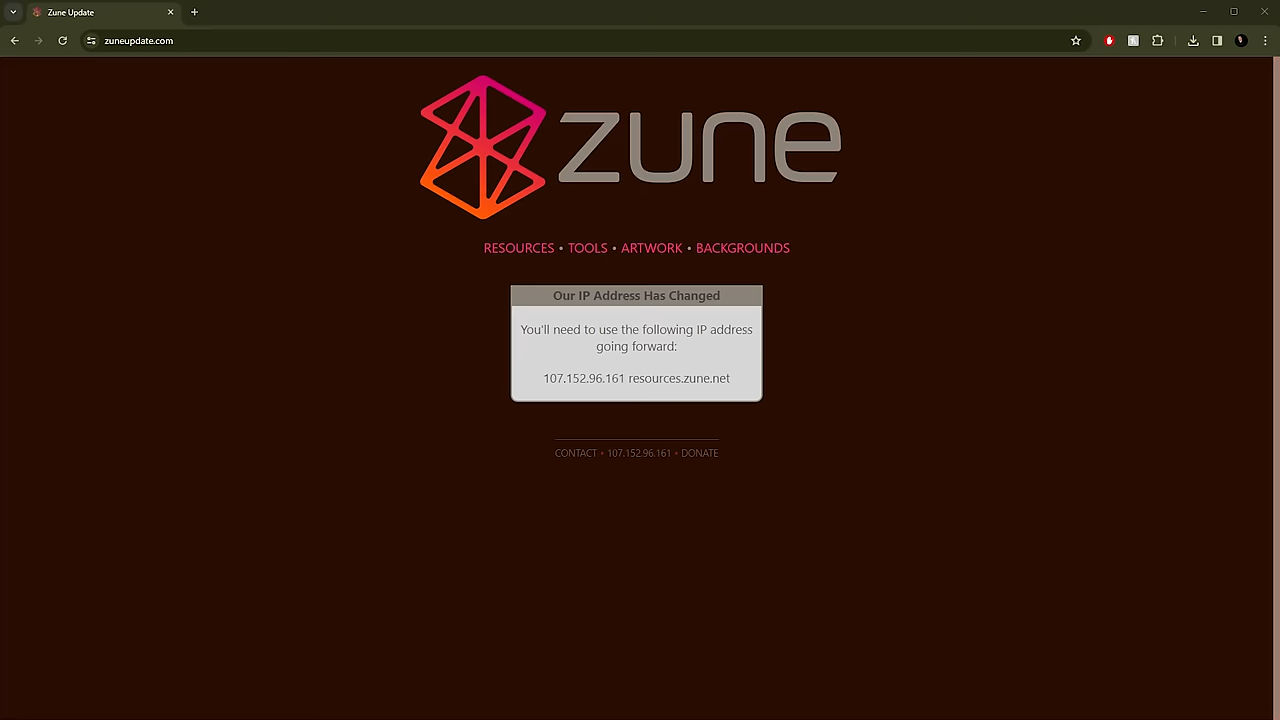 Zune Update
zuneupdate.com
zune
RESOURCES • TOOLS • ARTWORK • BACKGROUNDS
Our IP Address Has Changed
You'll need to use the following IP address
going forward:
107.152.96.161 resources.zune.net
CONTACT • 107.152.96.161 • DONATE